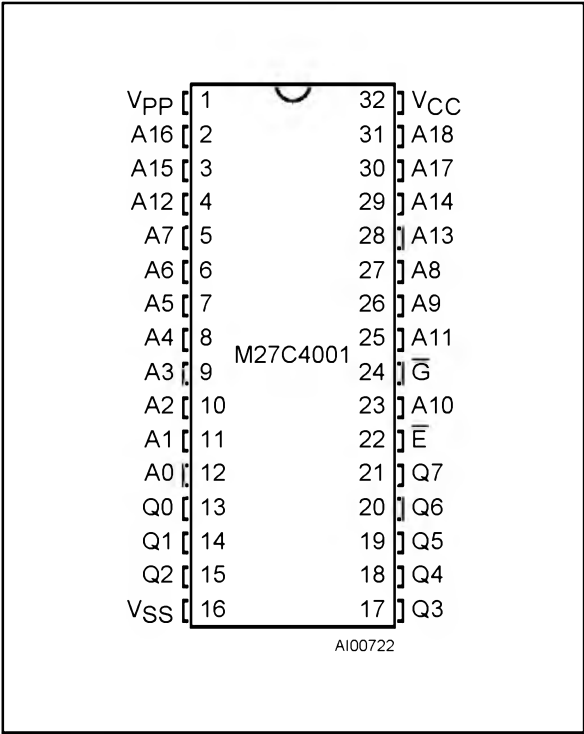 VPP 1 32 VCC
A16 2 31 A18
A15 3 30 A17
A12 4 29 A14
A7 5 28 A13
A6 6 27 A8
A5 7 26 A9
A4 8 25 A11
M27C4001
A3 9 24 G̅
A2 10 23 A10
A1 11 22 E̅
A0 12 21 Q7
Q0 13 20 Q6
Q1 14 19 Q5
Q2 15 18 Q4
VSS 16 17 Q3
AI00722